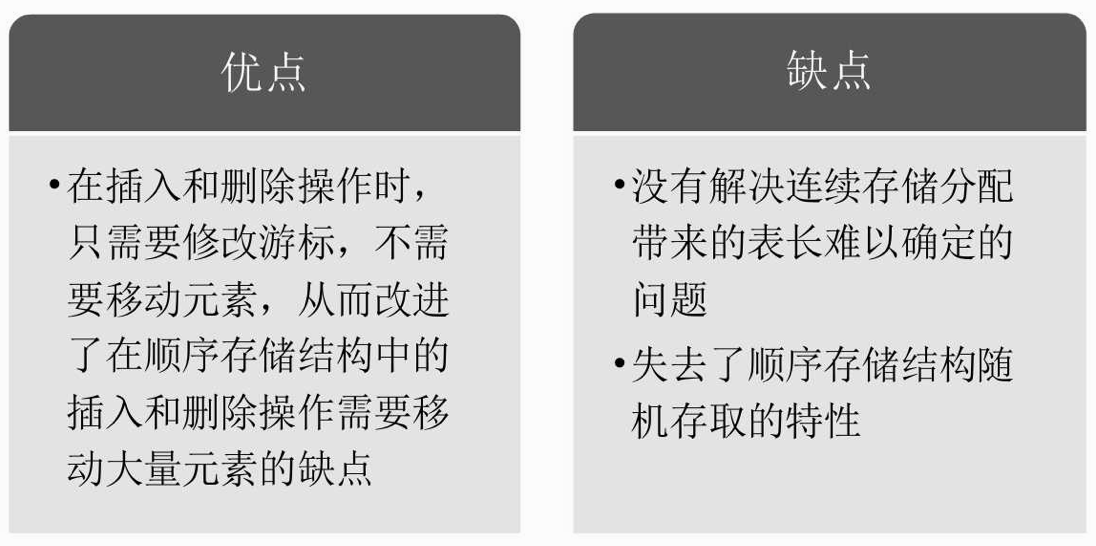 优点
•在插入和删除操作时，
只需要修改游标，不需
要移动元素，从而改进
了在顺序存储结构中的
插入和删除操作需要移
动大量元素的缺点
缺点
•没有解决连续存储分配
带来的表长难以确定的
问题
•失去了顺序存储结构随
机存取的特性